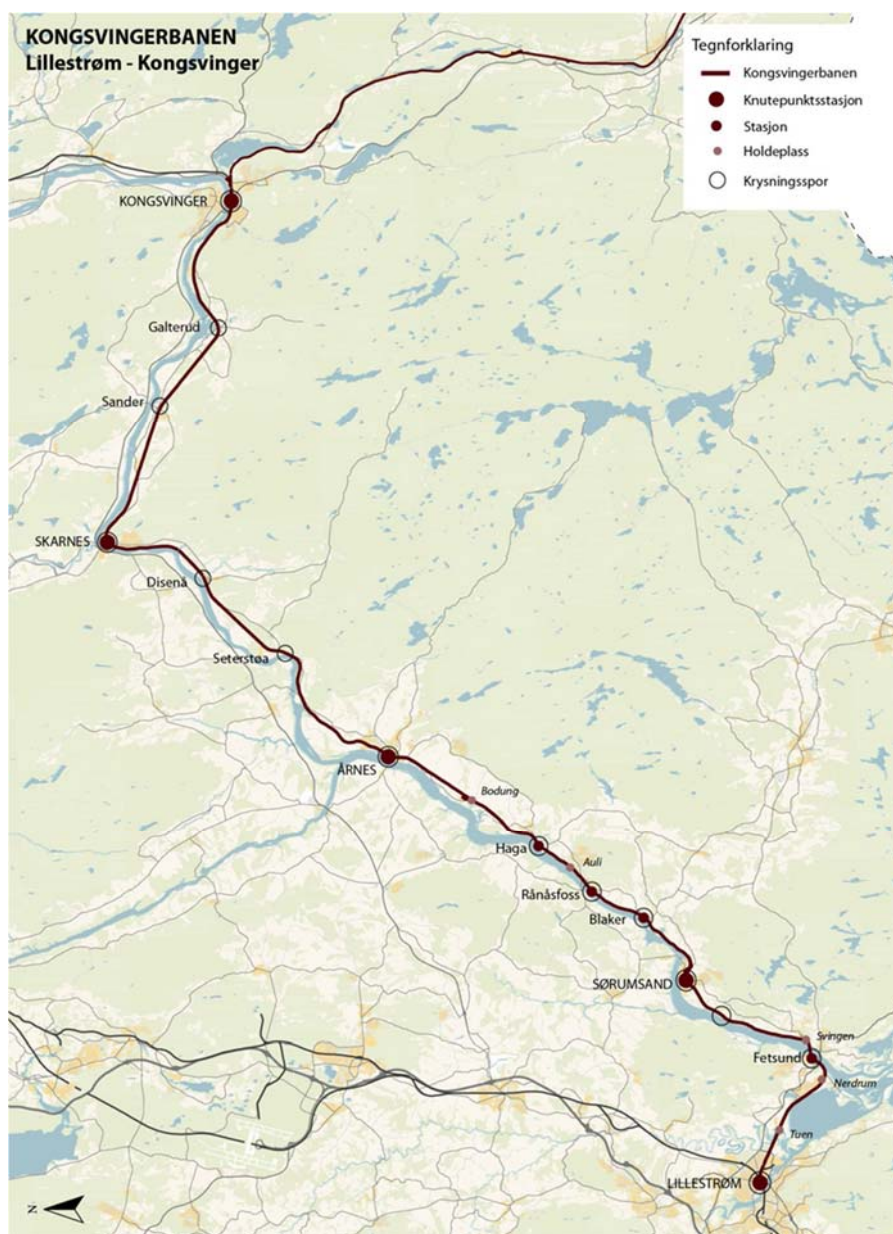 KONGSVINGERBANEN
Lillestrøm - Kongsvinger
Tegnforklaring
Kongsvingerbanen
Knutepunktsstasjon
Stasjon
Holdeplass
Krysningsspor
KONGSVINGER
Galterud
Sander
SKARNES
Disenå
Seterstøa
ÅRNES
Bodung
Haga
Auli
Rånåsfoss
Blaker
SØRUMSAND
Svingen
Fetsund
Nerdrum
Tuen
LILLESTRØM
N